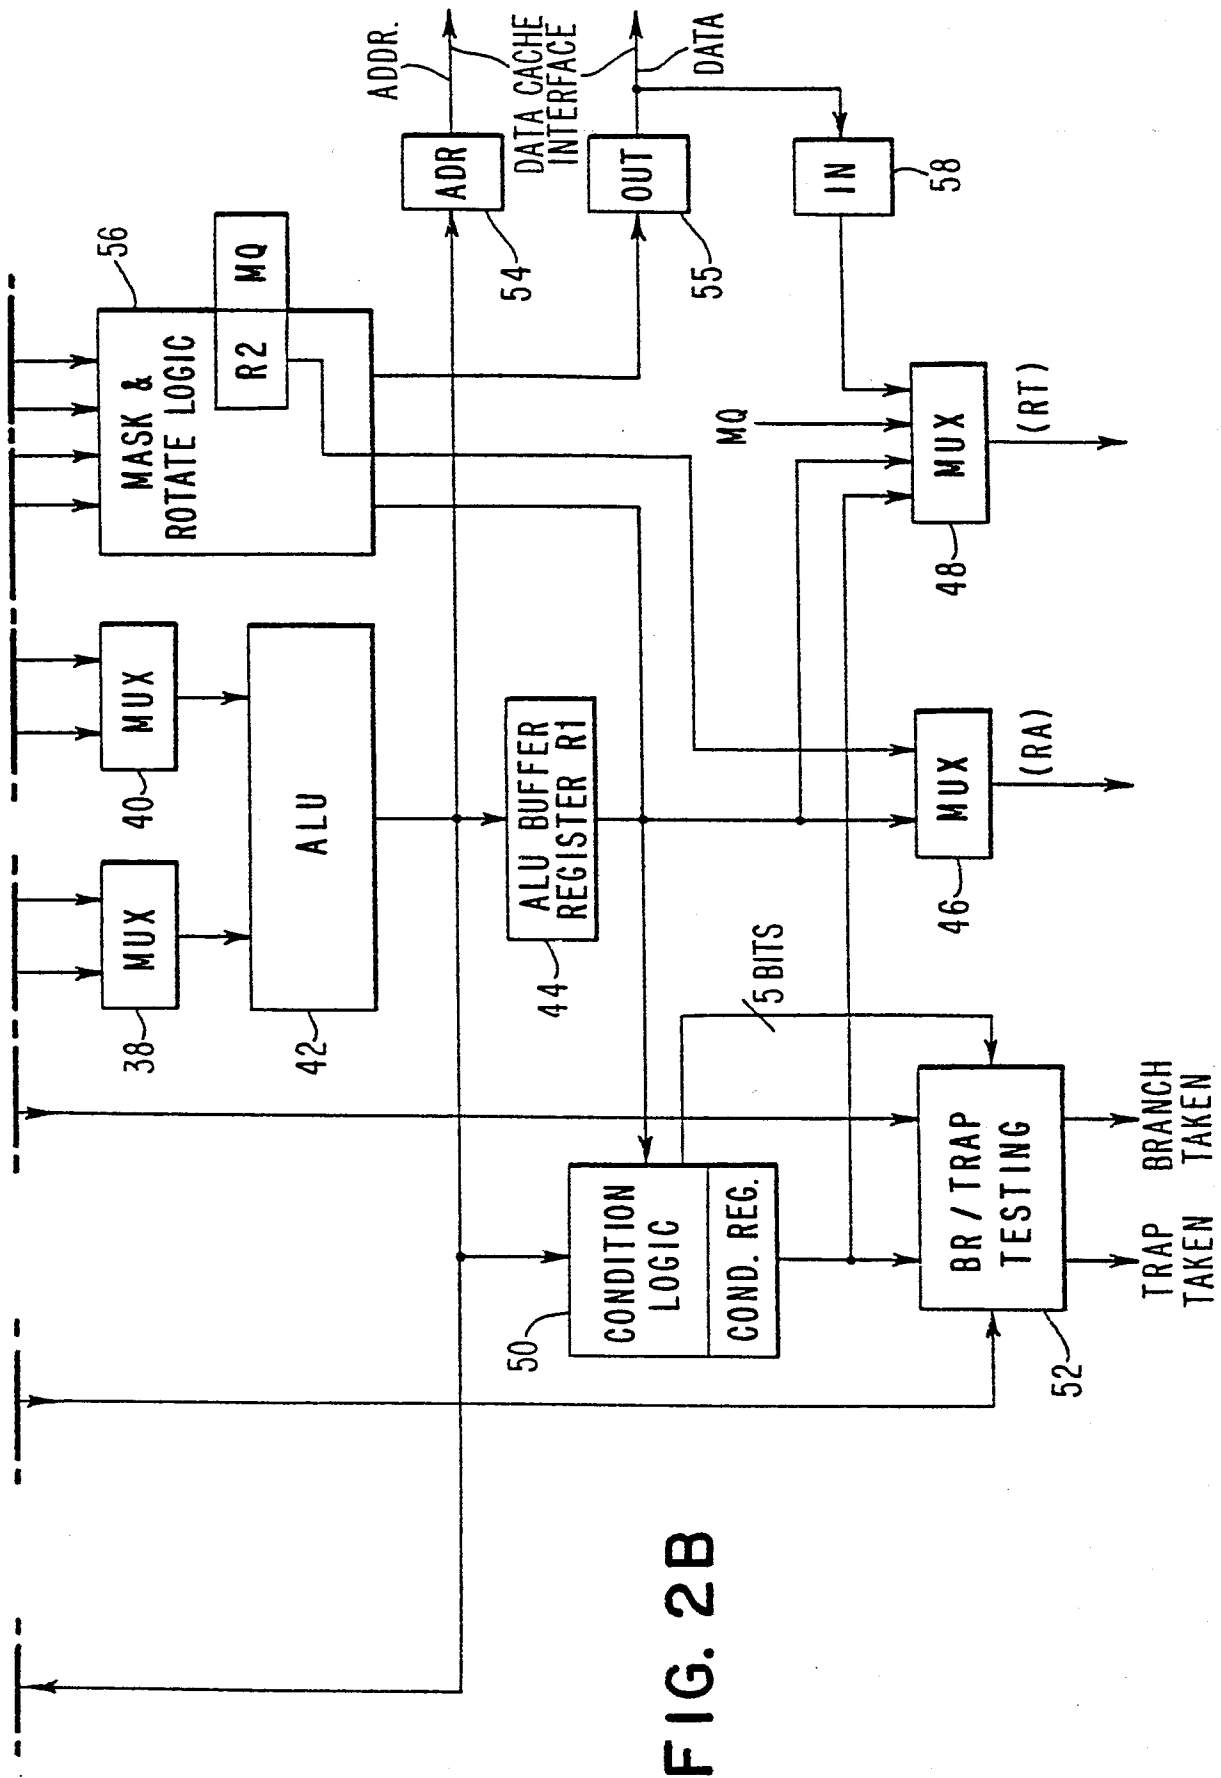 ADDR.
DATA CACHE
INTERFACE
DATA
ADR
54
OUT
55
IN
58
56
MASK &
ROTATE LOGIC
R2
MQ
MUX
40
MUX
38
ALU
42
ALU BUFFER
REGISTER R1
44
MQ
MUX
48
(RT)
MUX
46
(RA)
5 BITS
CONDITION
LOGIC
COND. REG.
50
BR/TRAP
TESTING
52
BRANCH
TAKEN
TRAP
TAKEN
FIG. 2B